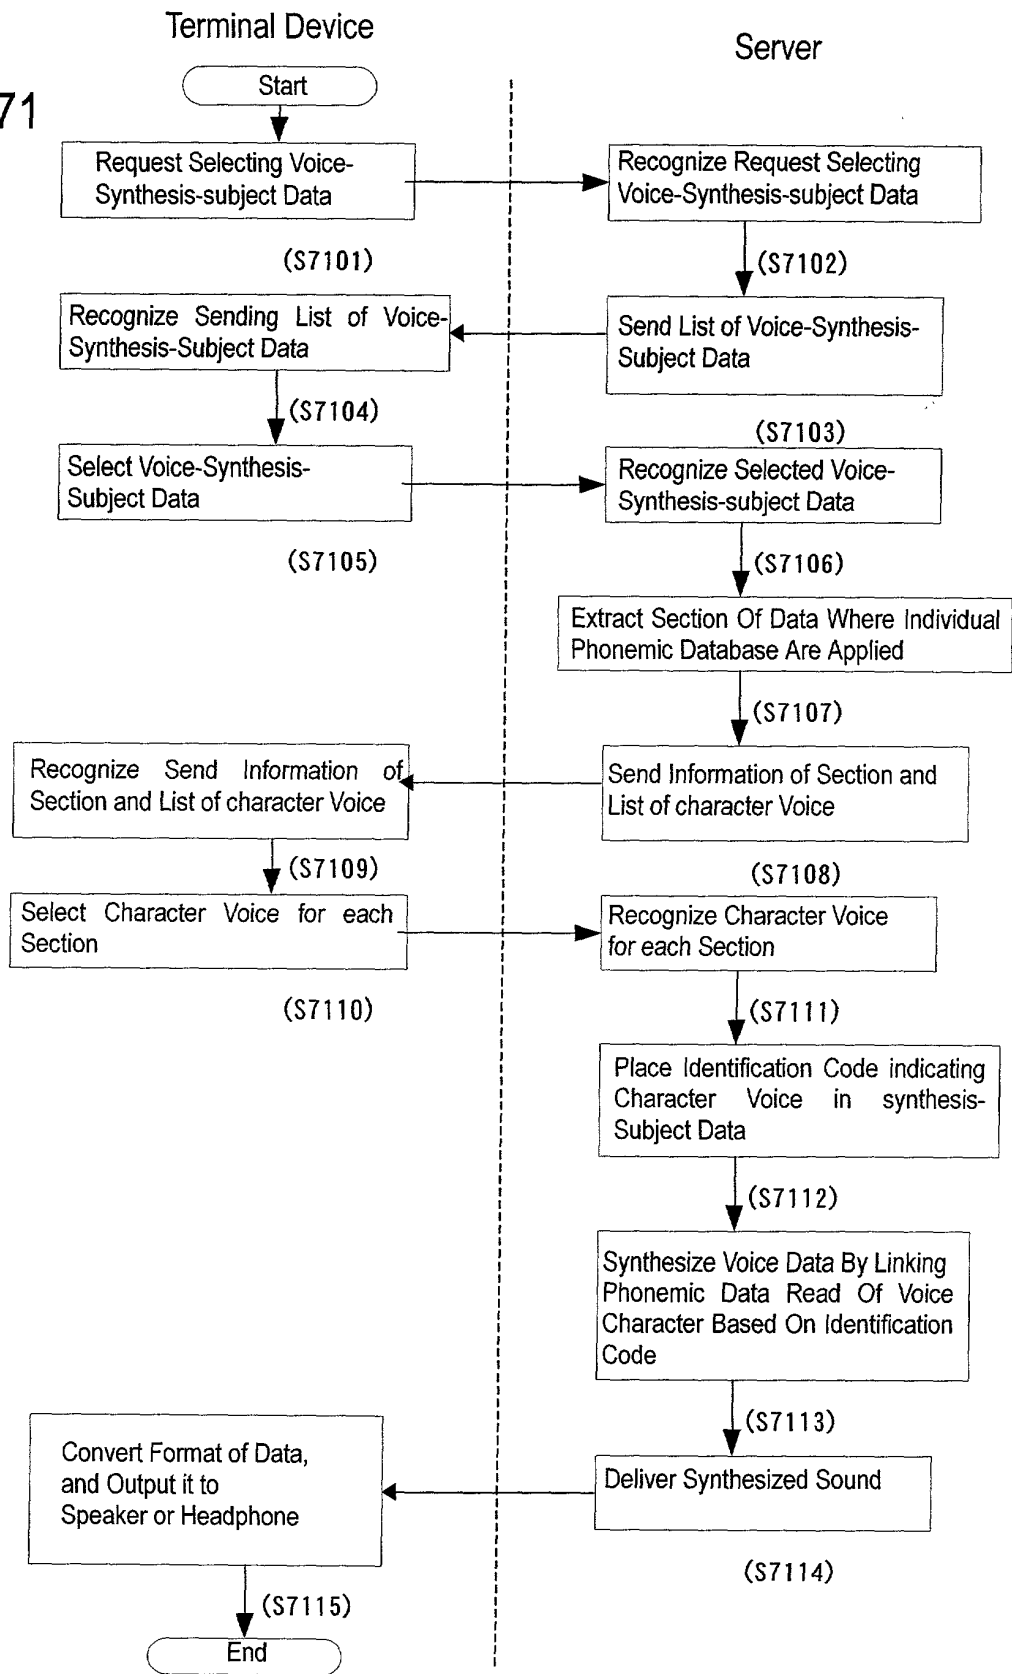 Terminal Device
Server
71
Start
Request Selecting Voice-
Synthesis-subject Data
Recognize Request Selecting
Voice-Synthesis-subject Data
(S7101)
(S7102)
Recognize Sending List of Voice-
Synthesis-Subject Data
Send List of Voice-Synthesis-
Subject Data
(S7104)
(S7103)
Select Voice-Synthesis-
Subject Data
Recognize Selected Voice-
Synthesis-subject Data
(S7105)
(S7106)
Extract Section Of Data Where Individual
Phonemic Database Are Applied
(S7107)
Recognize Send Information of
Section and List of character Voice
Send Information of Section and
List of character Voice
(S7109)
(S7108)
Select Character Voice for each
Section
Recognize Character Voice
for each Section
(S7110)
(S7111)
Place Identification Code indicating
Character Voice in synthesis-
Subject Data
(S7112)
Synthesize Voice Data By Linking
Phonemic Data Read Of Voice
Character Based On Identification
Code
(S7113)
Convert Format of Data,
and Output it to
Speaker or Headphone
Deliver Synthesized Sound
(S7114)
(S7115)
End